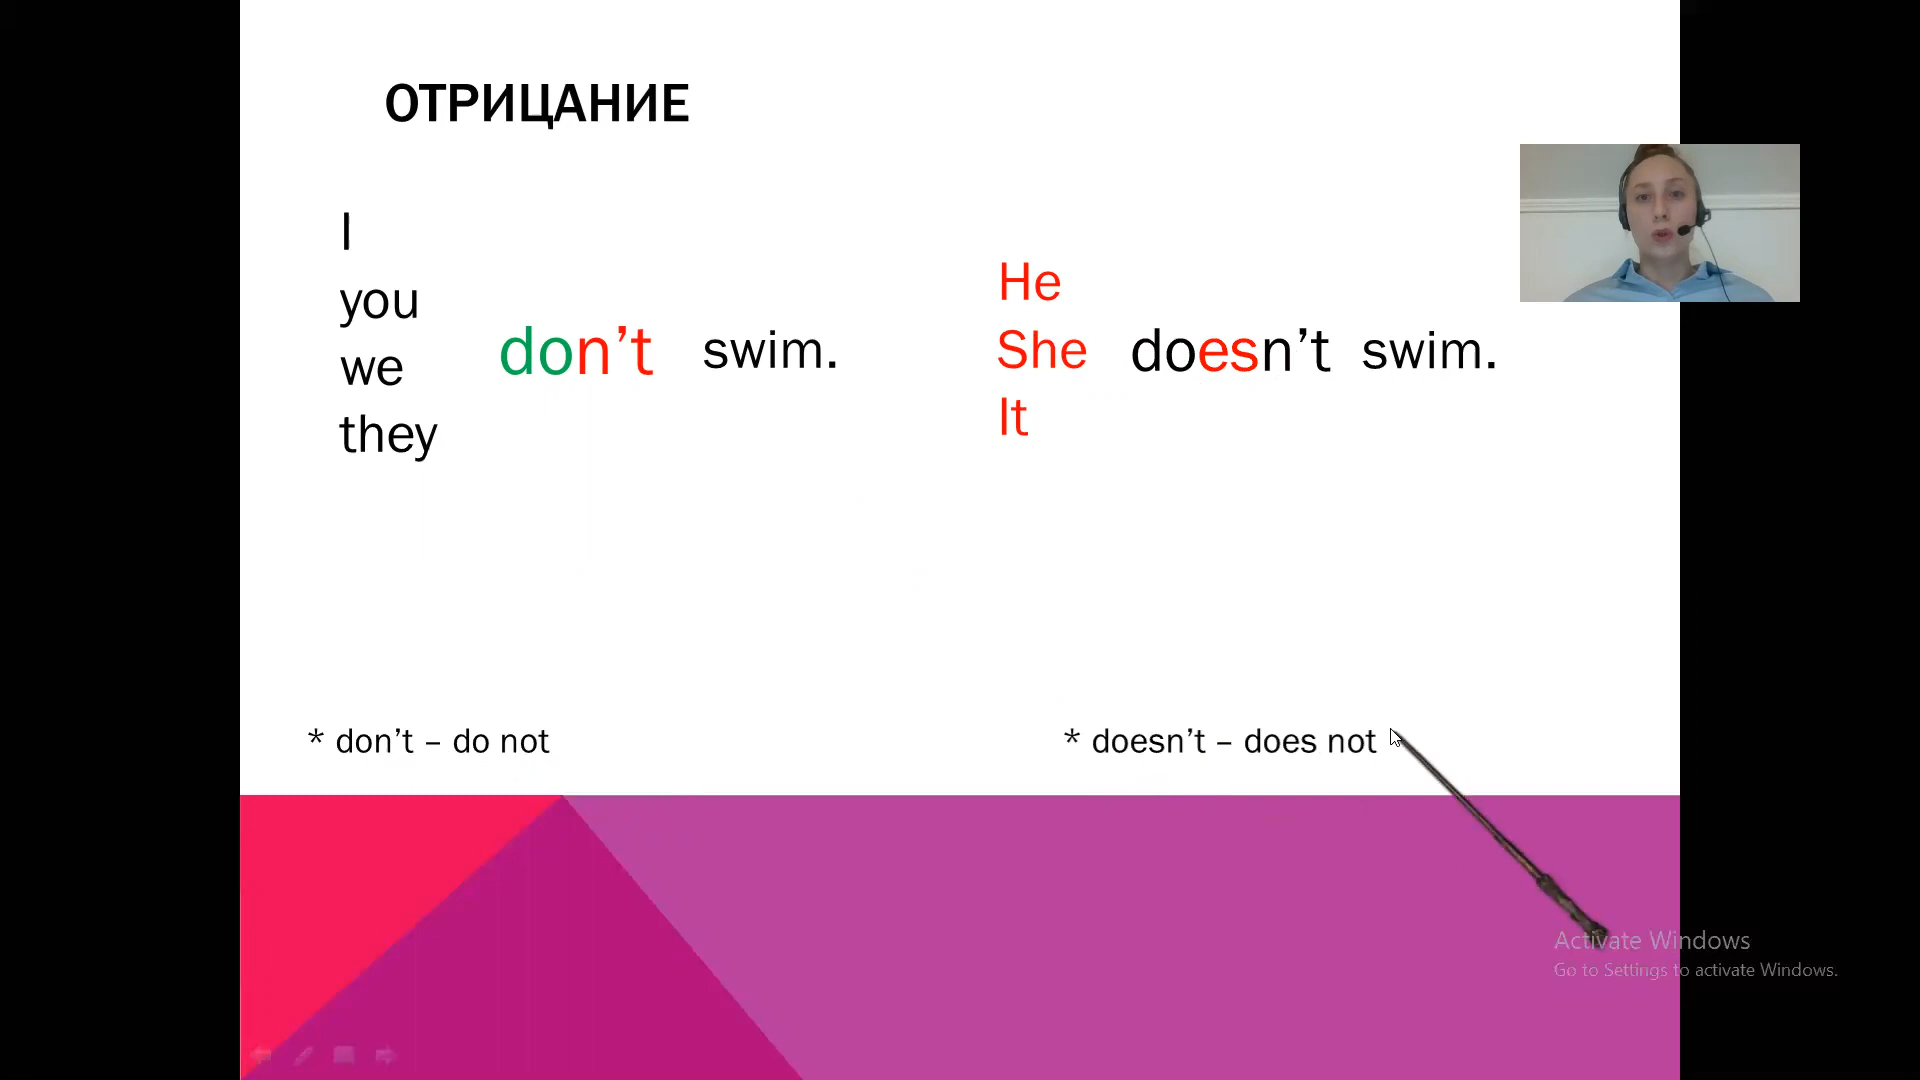 ОТРИЦАНИЕ
I
you
we
they
don’t swim.
He
She
It
doesn’t swim.
* don’t – do not
* doesn’t – does not
Activate Windows
Go to Settings to activate Windows.